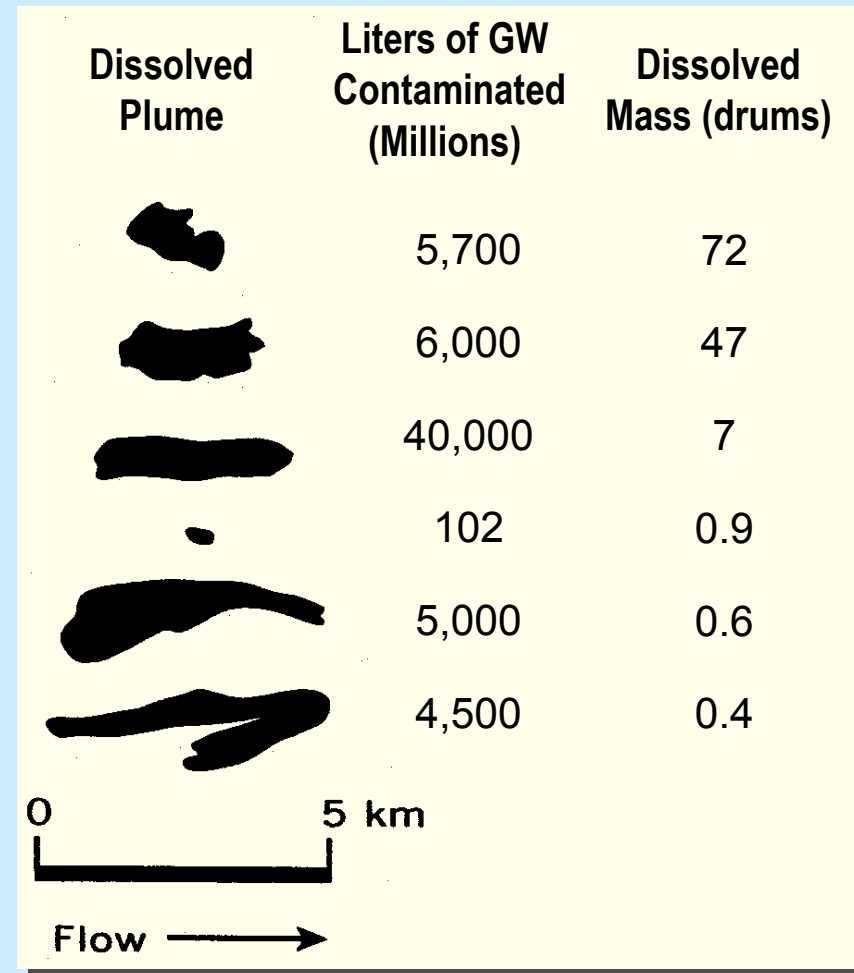 Dissolved Plume
Liters of GW Contaminated (Millions)
Dissolved Mass (drums)
5,700 72
6,000 47
40,000 7
102 0.9
5,000 0.6
4,500 0.4
0 5 km
Flow